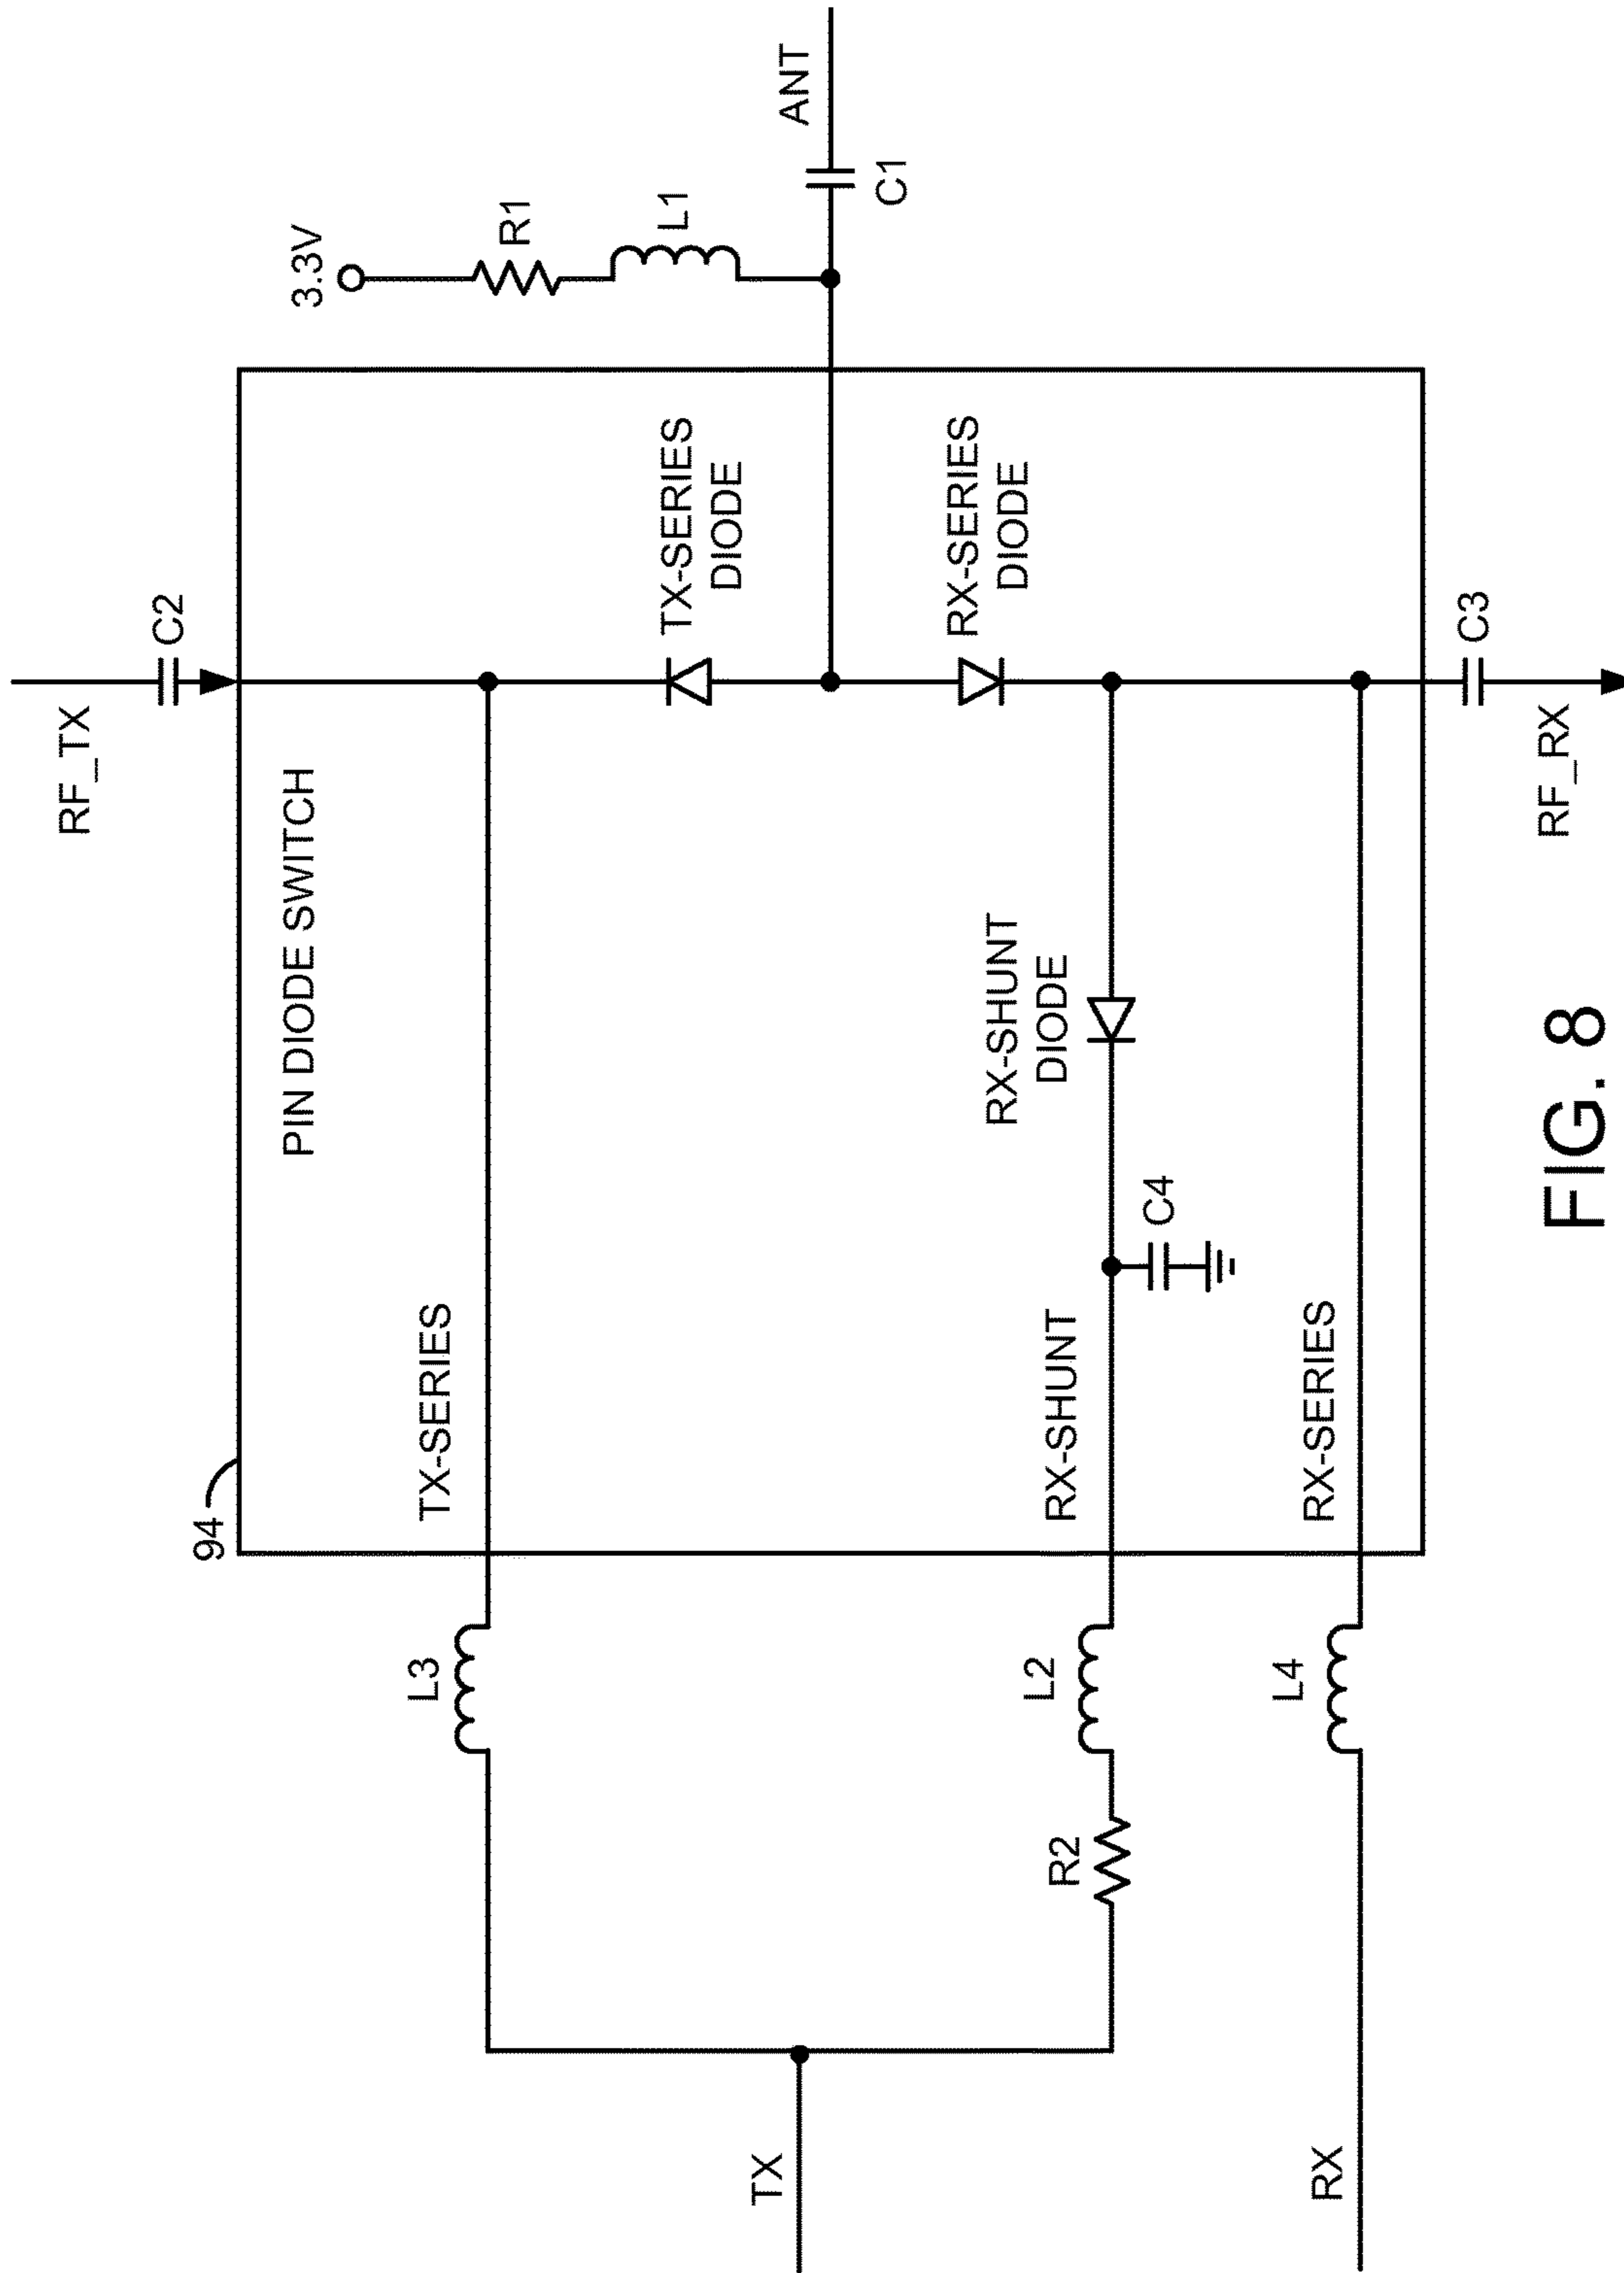 RF_TX
C2
94
PIN DIODE SWITCH
3.3V
R1
L1
ANT
C1
TX-SERIES
TX-SERIES
DIODE
RX-SERIES
DIODE
RX-SHUNT
DIODE
C4
RX-SHUNT
RX-SERIES
L3
L2
R2
L4
TX
RX
C3
RF_RX
FIG. 8